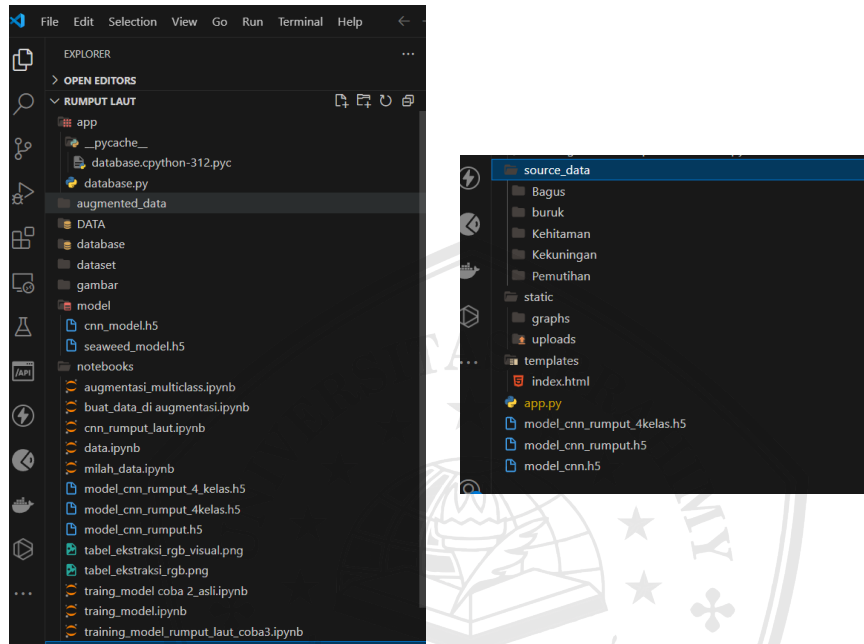 File Edit Selection View Go Run Terminal Help
EXPLORER
OPEN EDITORS
RUMPUT LAUT
app
__pycache__
database.cpython-312.pyc
database.py
augmented_data
DATA
database
dataset
gambar
model
cnn_model.h5
seaweed_model.h5
notebooks
augmentasi_multiclass.ipynb
buat_data_di augmentasi.ipynb
cnn_rumput_laut.ipynb
data.ipynb
milah_data.ipynb
model_cnn_rumput_4_kelas.h5
model_cnn_rumput_4kelas.h5
model_cnn_rumput.h5
tabel_ekstraksi_rgb_visual.png
tabel_ekstraksi_rgb.png
traing_model coba 2_asli.ipynb
traing_model.ipynb
training_model_rumput_laut_coba3.ipynb
/API
source_data
Bagus
buruk
Kehitaman
Kekuningan
Pemutihan
static
graphs
uploads
templates
index.html
app.py
model_cnn_rumput_4kelas.h5
model_cnn_rumput.h5
model_cnn.h5